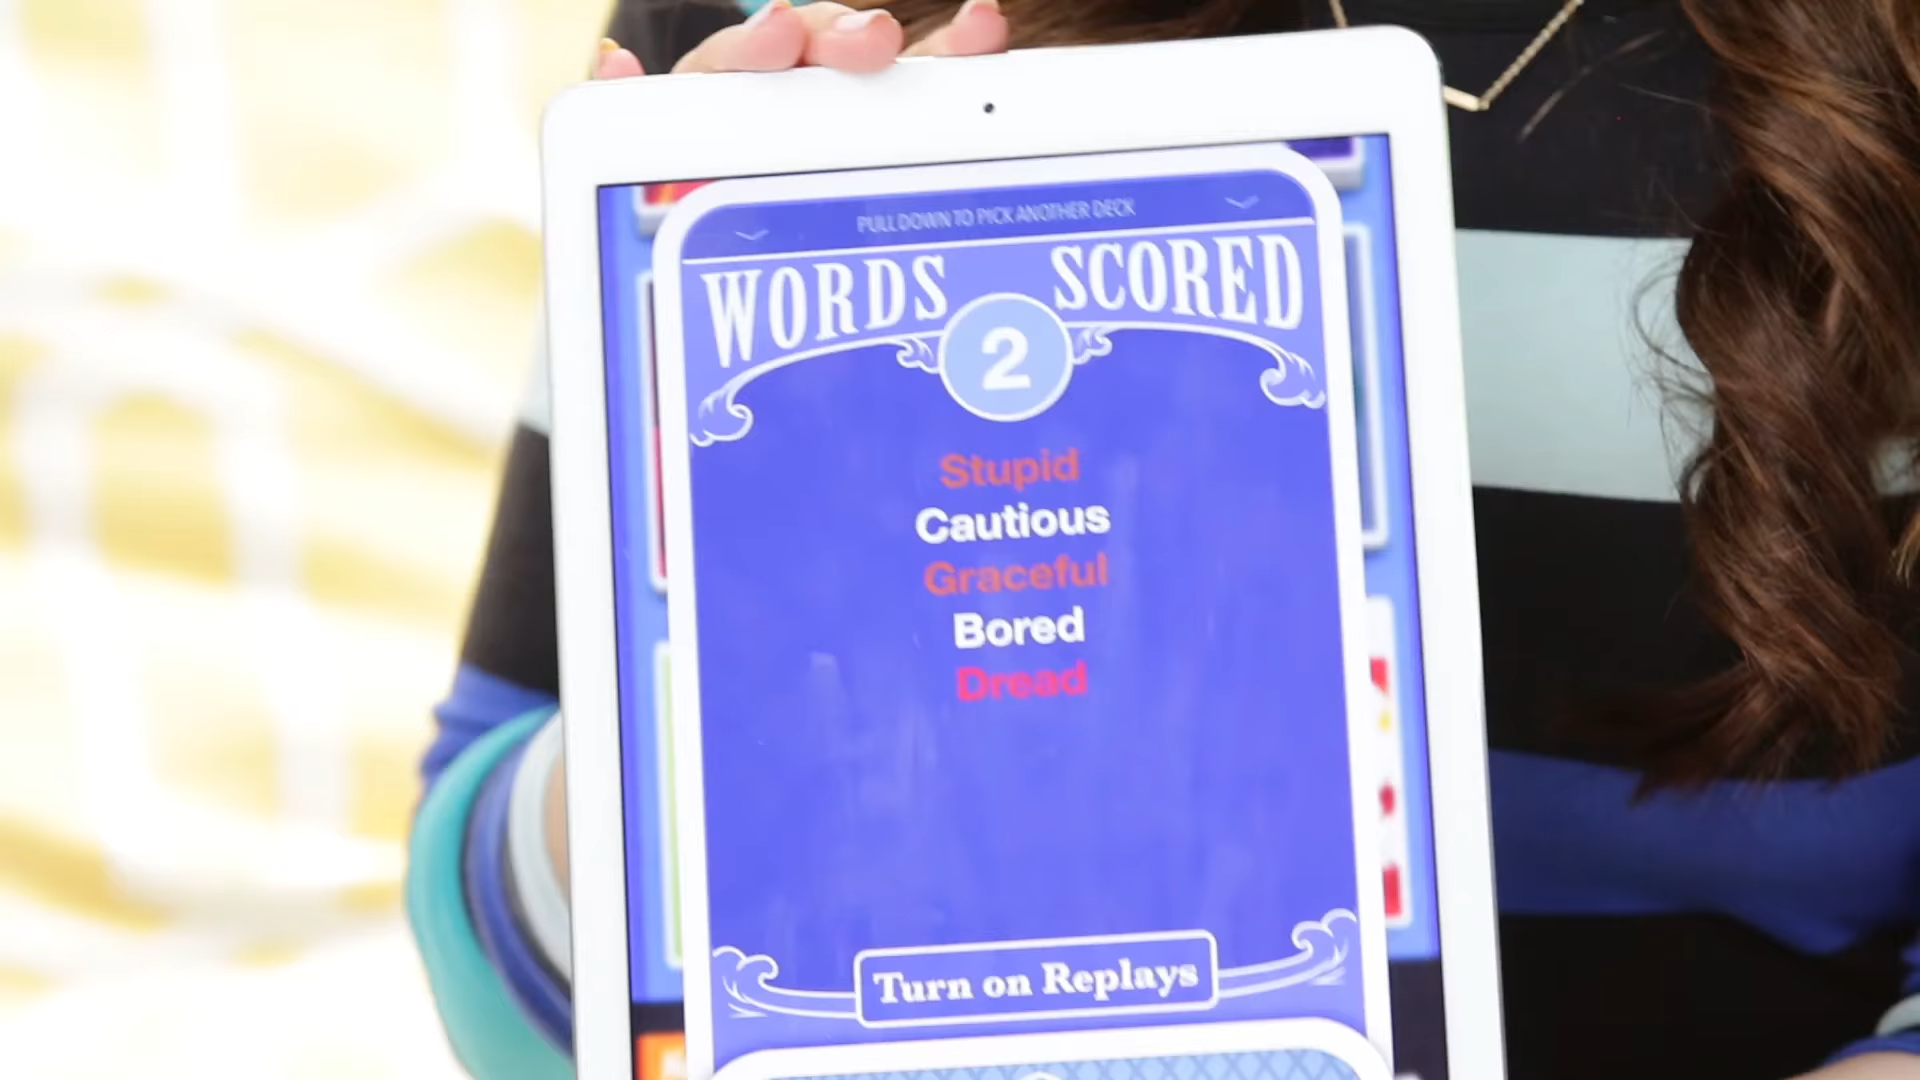 PULL DOWN TO PICK ANOTHER DECK
WORDS SCORED
2
Stupid
Cautious
Graceful
Bored
Dread
Turn on Replays